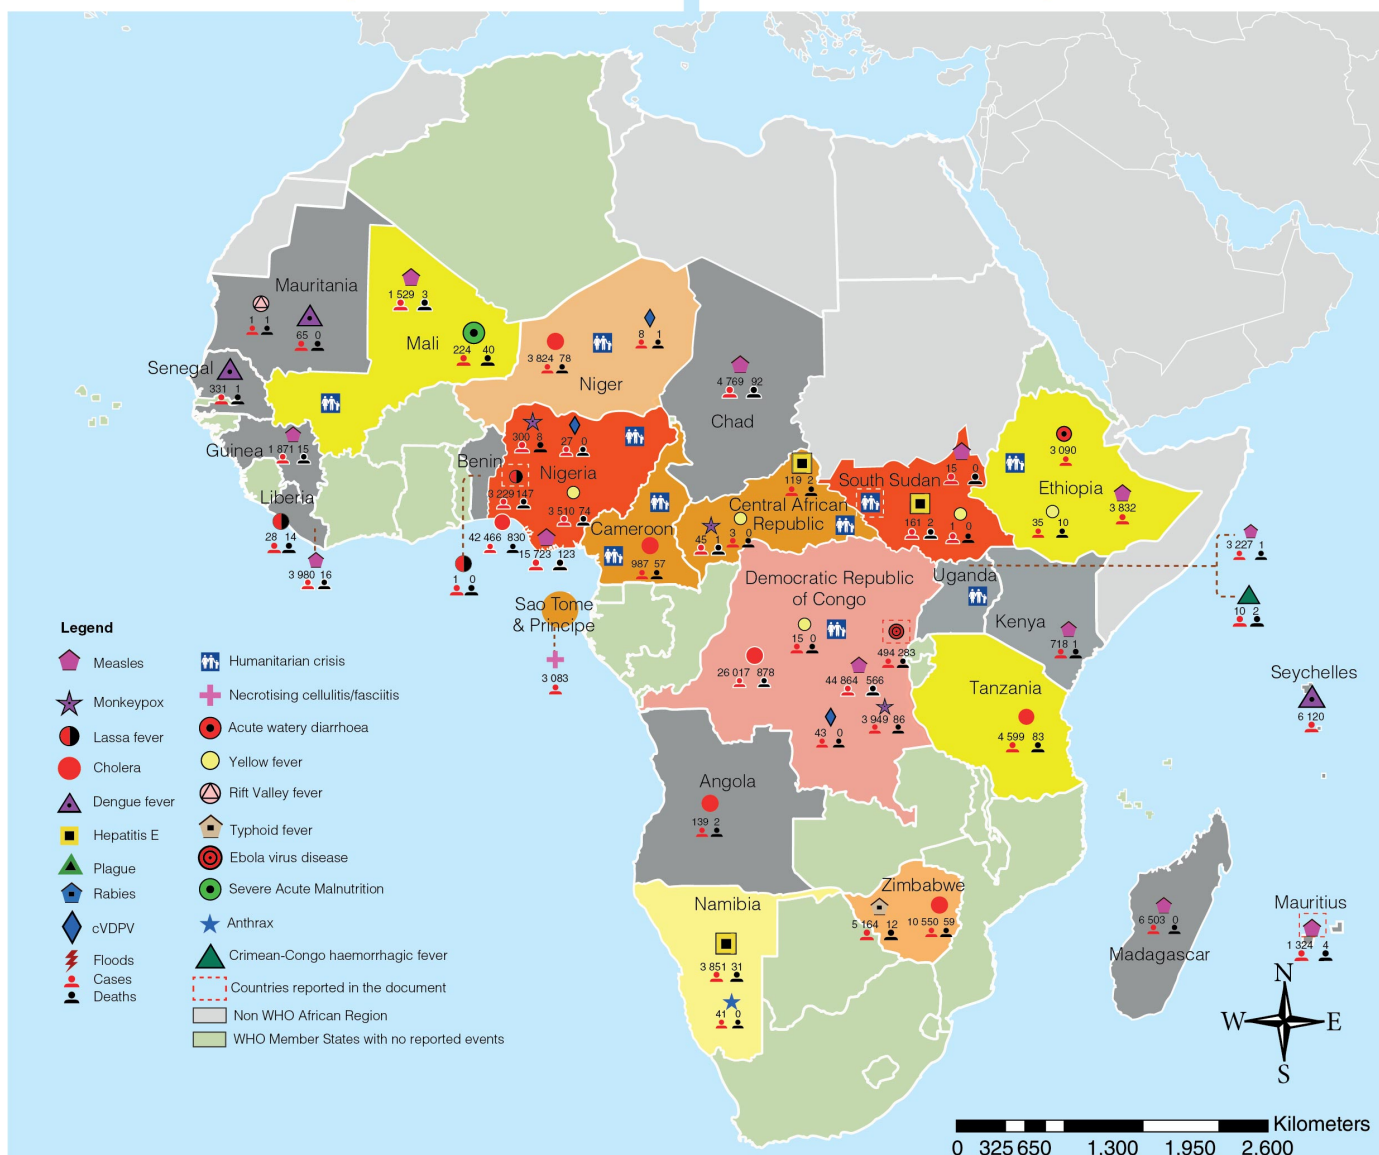 Mauritania
1 1
65 0
1 529 3
Mali
224 40
3 824 78
8 1
Niger
4 769 92
Chad
Senegal
331 1
Guinea
1 871 15
Liberia
28 14
3 980 16
Benin
1 0
300 8
27 0
Nigeria
3 229 147
3 510 74
42 466 830
15 723 123
Cameroon
987 57
119 2
Central African
Republic
45 1
3 0
South Sudan
15 0
161 2
1 0
3 090
Ethiopia
3 832
35 10
3 227 1
10 2
Uganda
Kenya
718 1
Sao Tome
& Principe
3 083
Democratic Republic
of Congo
15 0
494 283
26 017 878
44 864 566
3 949 86
43 0
Tanzania
4 599 83
Seychelles
6 120
Angola
139 2
Zimbabwe
5 164 12
10 550 59
Namibia
3 851 31
41 0
6 503 0
Madagascar
Mauritius
1 324 4
Legend
Measles
Monkeypox
Lassa fever
Cholera
Dengue fever
Hepatitis E
Plague
Rabies
cVDPV
Floods
Cases
Deaths
Humanitarian crisis
Necrotising cellulitis/fasciitis
Acute watery diarrhoea
Yellow fever
Rift Valley fever
Typhoid fever
Ebola virus disease
Severe Acute Malnutrition
Anthrax
Crimean-Congo haemorrhagic fever
Countries reported in the document
Non WHO African Region
WHO Member States with no reported events
N
W E
S
Kilometers
0 325 650 1.300 1.950 2.600